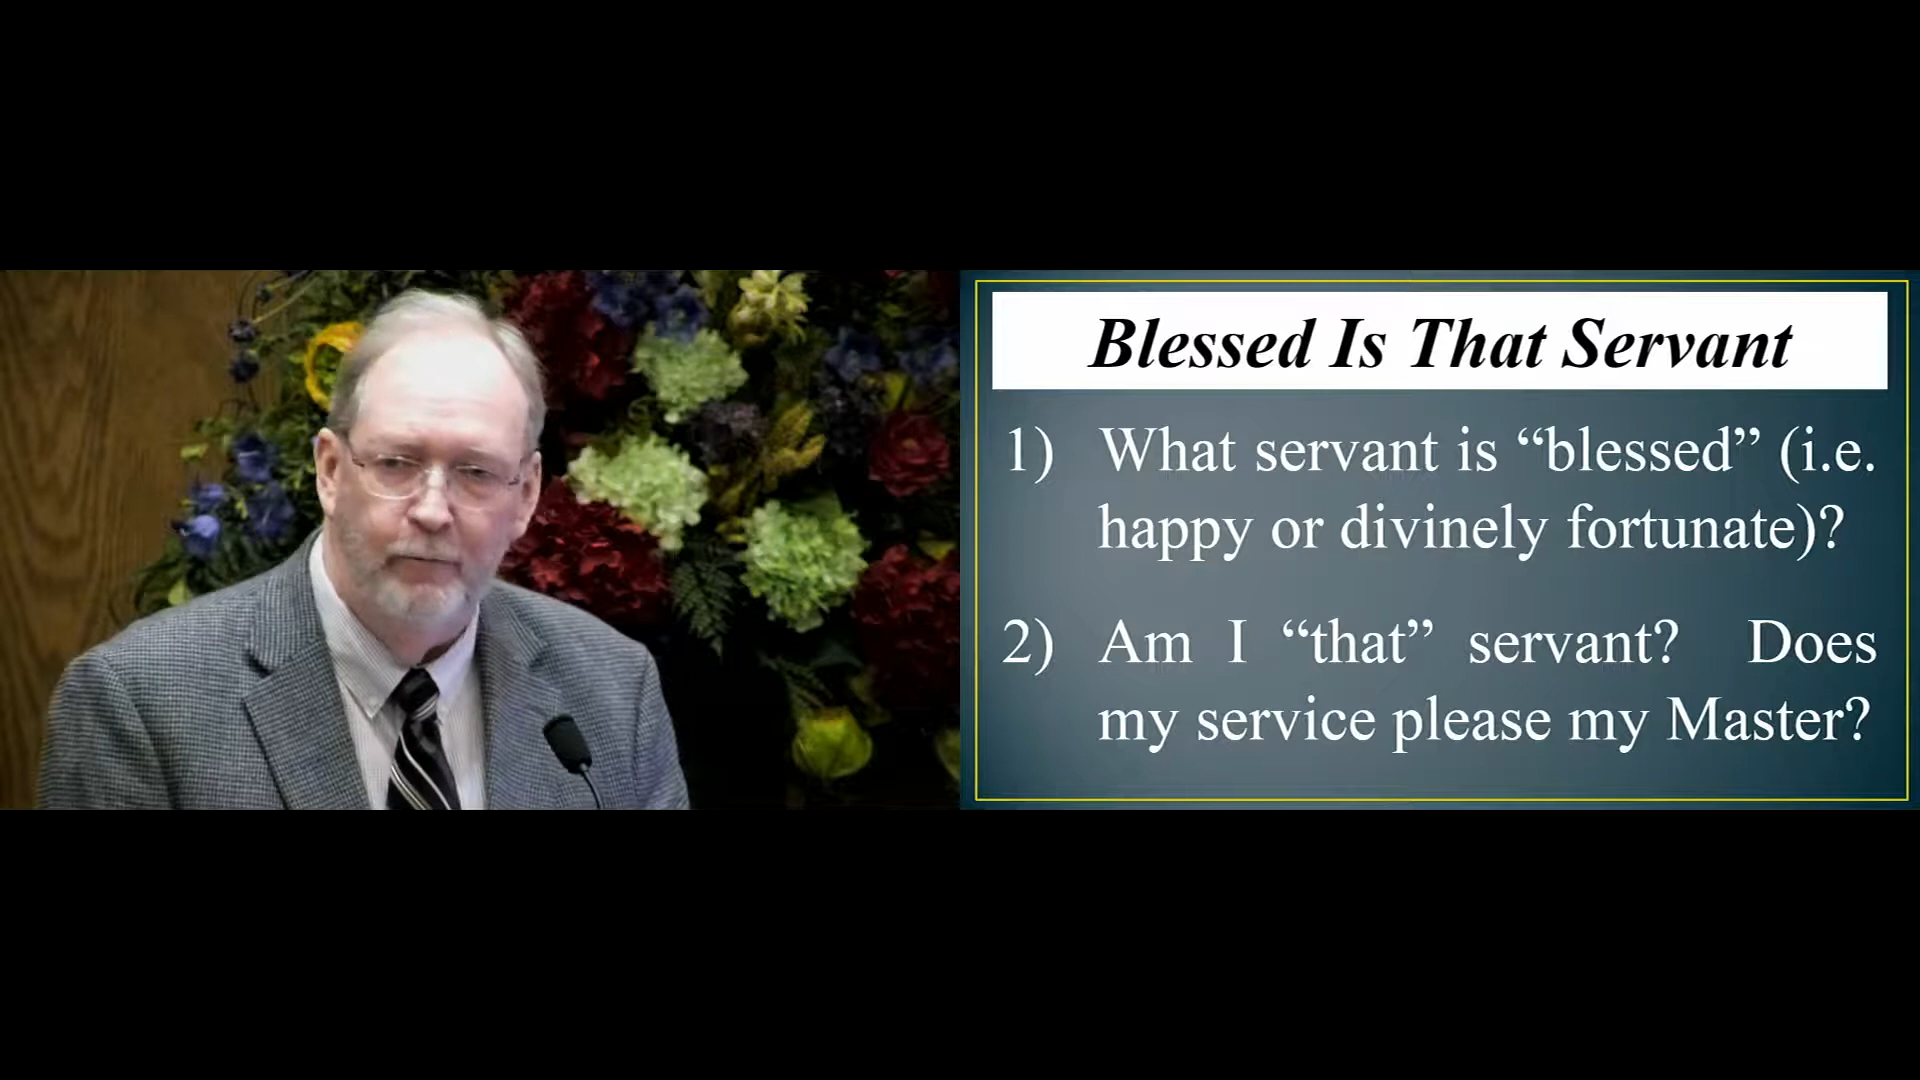 Blessed Is That Servant
1) What servant is “blessed” (i.e.
happy or divinely fortunate)?
2) Am I “that” servant? Does
my service please my Master?